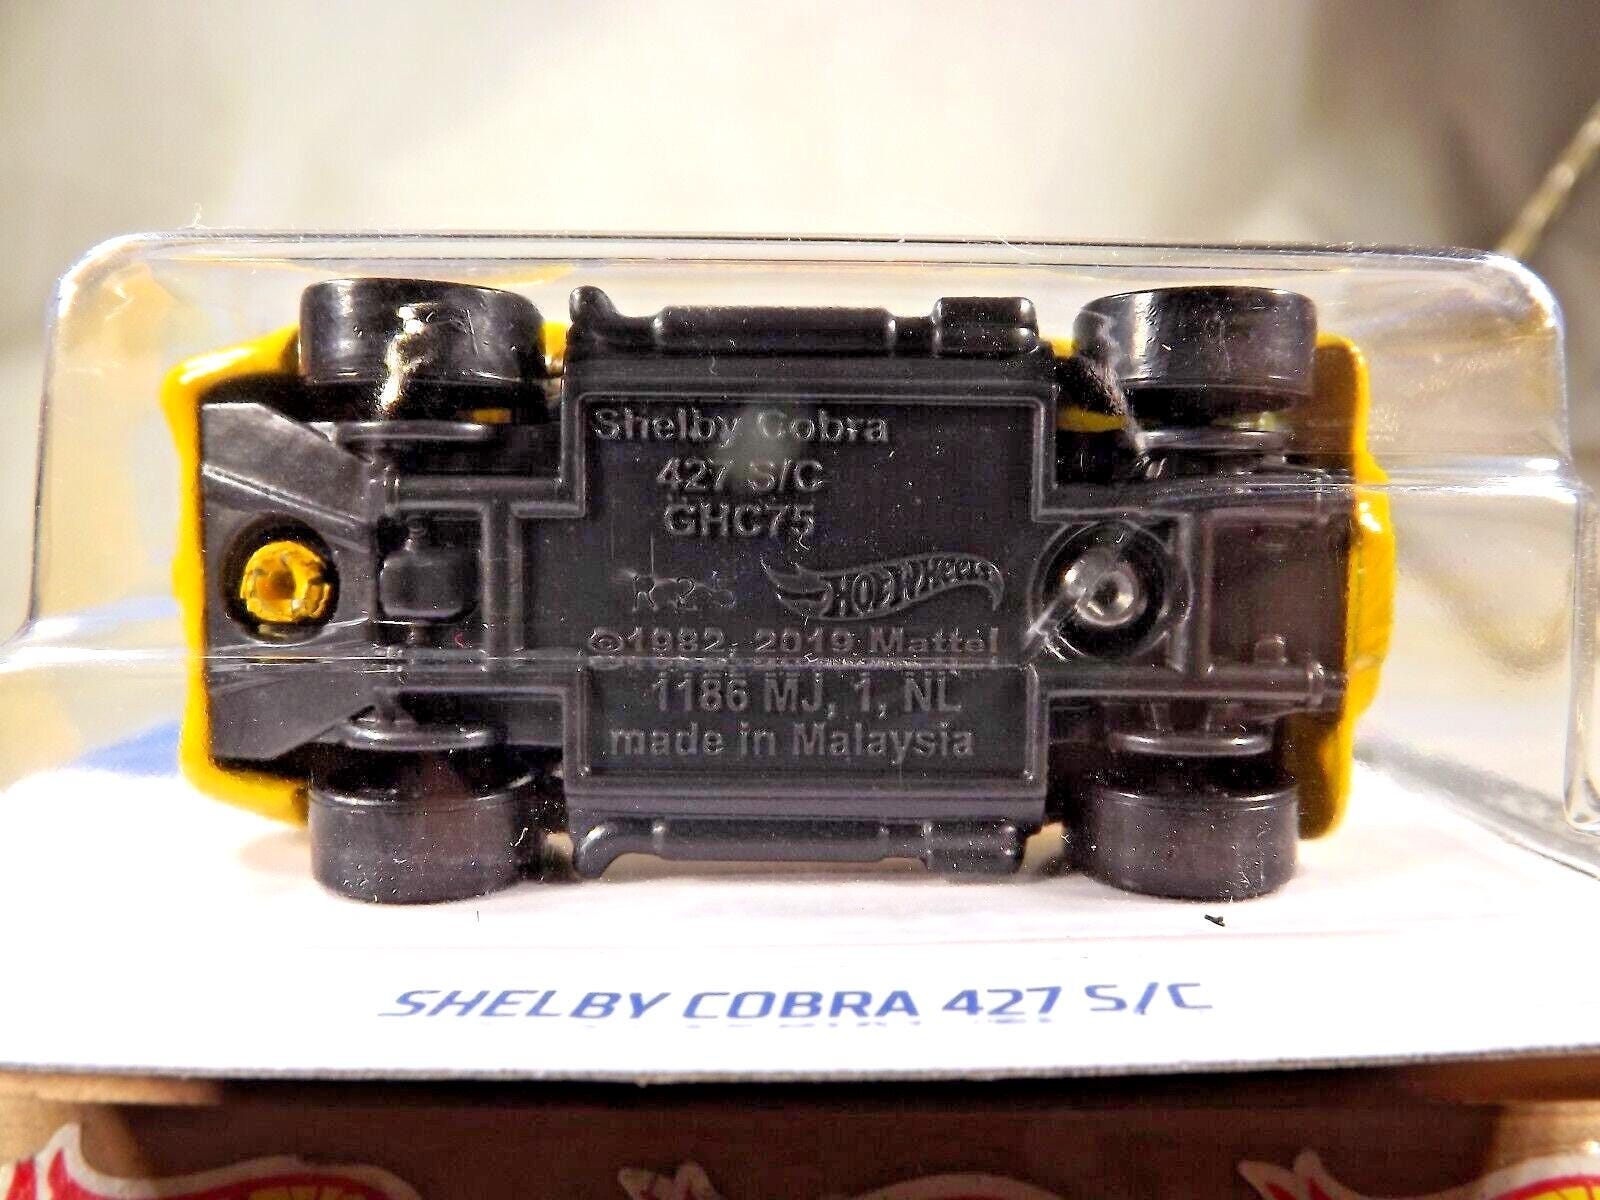 Shelby Cobra
427 S/C
GHC75
HOT WHEELS
©1982, 2019 Mattel
1186 MJ, 1, NL
made in Malaysia
SHELBY COBRA 427 S/C